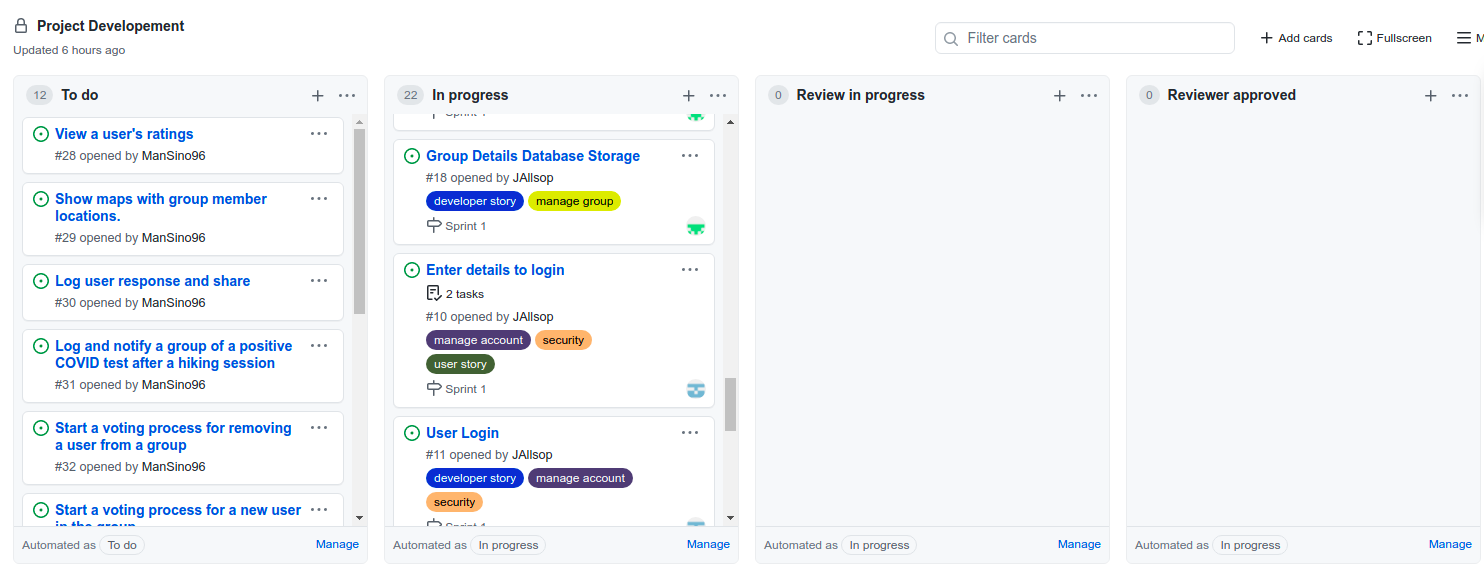 Project Developement
Updated 6 hours ago
Filter cards
Add cards
Fullscreen
12 To do
View a user's ratings
#28 opened by ManSino96
Show maps with group member
locations.
#29 opened by ManSino96
Log user response and share
#30 opened by ManSino96
Log and notify a group of a positive
COVID test after a hiking session
#31 opened by ManSino96
Start a voting process for removing
a user from a group
#32 opened by ManSino96
Start a voting process for a new user
in the group
Automated as To do
Manage
22 In progress
Sprint 1
Group Details Database Storage
#18 opened by JAllsop
developer story manage group
Sprint 1
Enter details to login
2 tasks
#10 opened by JAllsop
manage account security
user story
Sprint 1
User Login
#11 opened by JAllsop
developer story manage account
security
Sprint 1
Automated as In progress
Manage
0 Review in progress
Automated as In progress
Manage
0 Reviewer approved
Automated as In progress
Manage